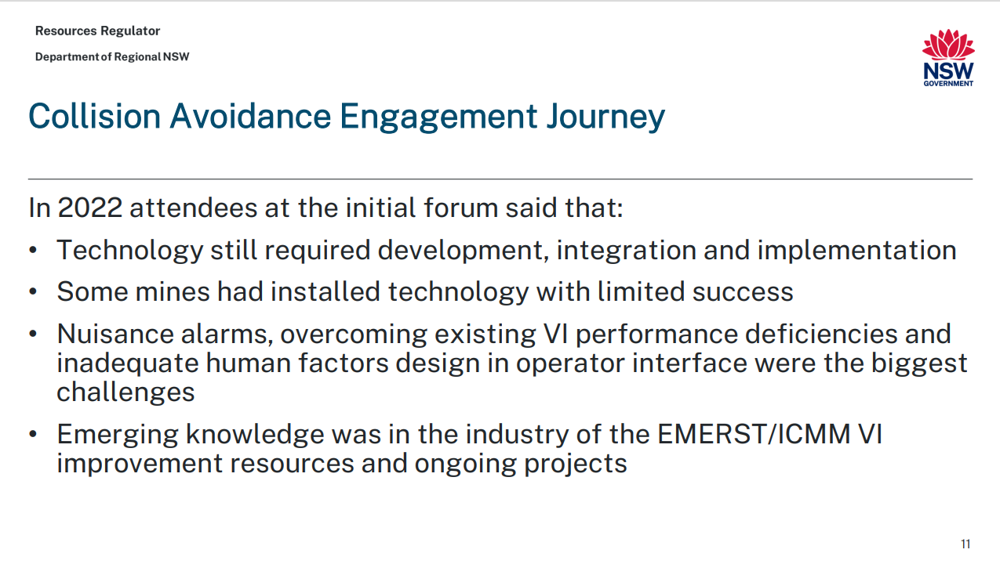 Resources Regulator
Department of Regional NSW
NSW
GOVERNMENT
Collision Avoidance Engagement Journey
In 2022 attendees at the initial forum said that:
• Technology still required development, integration and implementation
• Some mines had installed technology with limited success
• Nuisance alarms, overcoming existing VI performance deficiencies and
inadequate human factors design in operator interface were the biggest
challenges
• Emerging knowledge was in the industry of the EMERST/ICMM VI
improvement resources and ongoing projects
11